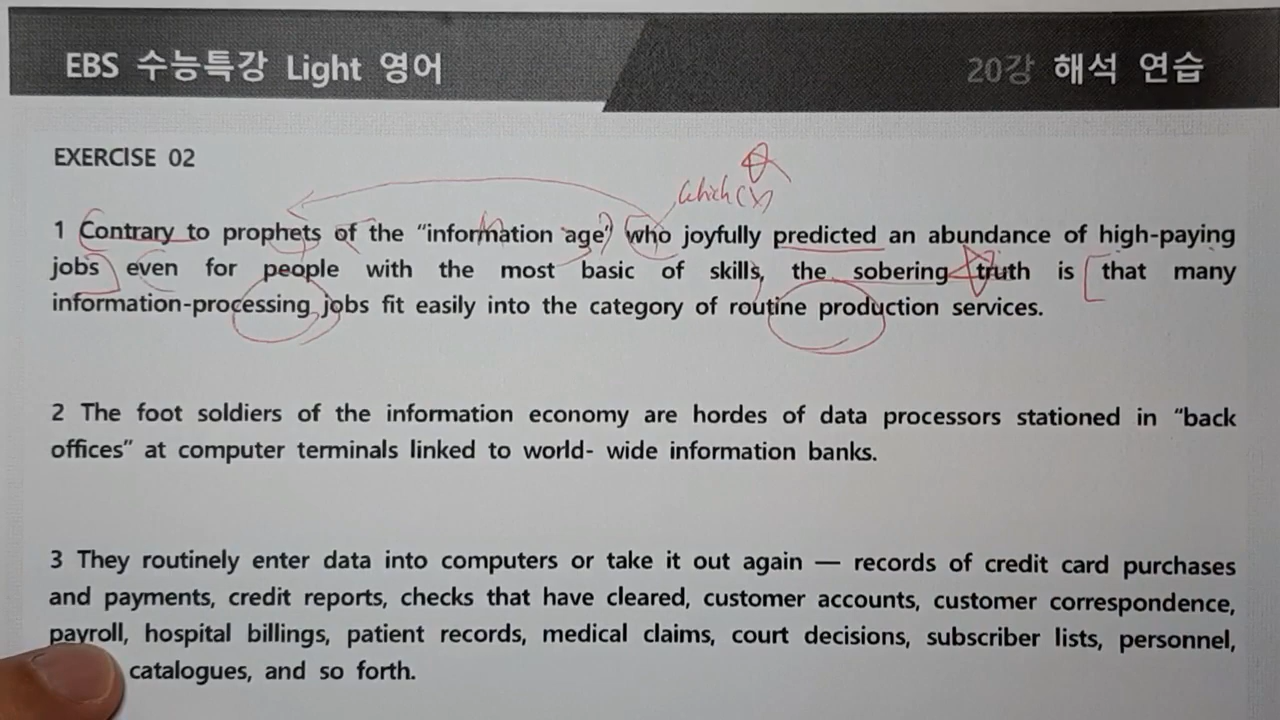 EBS 수능특강 Light 영어
20강 해석 연습
EXERCISE 02
which (x)
1 Contrary to prophets of the “information age” who joyfully predicted an abundance of high-paying
jobs even for people with the most basic of skills, the sobering truth is that many
information-processing jobs fit easily into the category of routine production services.
2 The foot soldiers of the information economy are hordes of data processors stationed in “back
offices” at computer terminals linked to world- wide information banks.
3 They routinely enter data into computers or take it out again — records of credit card purchases
and payments, credit reports, checks that have cleared, customer accounts, customer correspondence,
payroll, hospital billings, patient records, medical claims, court decisions, subscriber lists, personnel,
catalogues, and so forth.